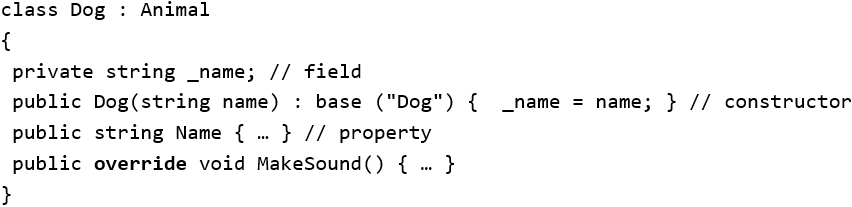 class Dog : Animal
{
private string _name; // field
public Dog(string name) : base ("Dog") { _name = name; } // constructor
public string Name { … } // property
public override void MakeSound() { … }
}